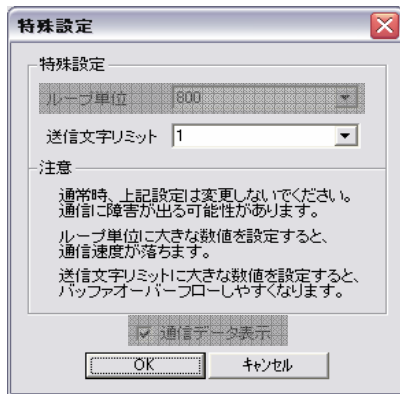 特殊設定
特殊設定
ループ単位 800
送信文字リミット 1
注意
通常時、上記設定は変更しないでください。
通信に障害が出る可能性があります。
ループ単位に大きな数値を設定すると、
通信速度が落ちます。
送信文字リミットに大きな数値を設定すると、
バッファオーバーフローしやすくなります。
通信データ表示
OK キャンセル